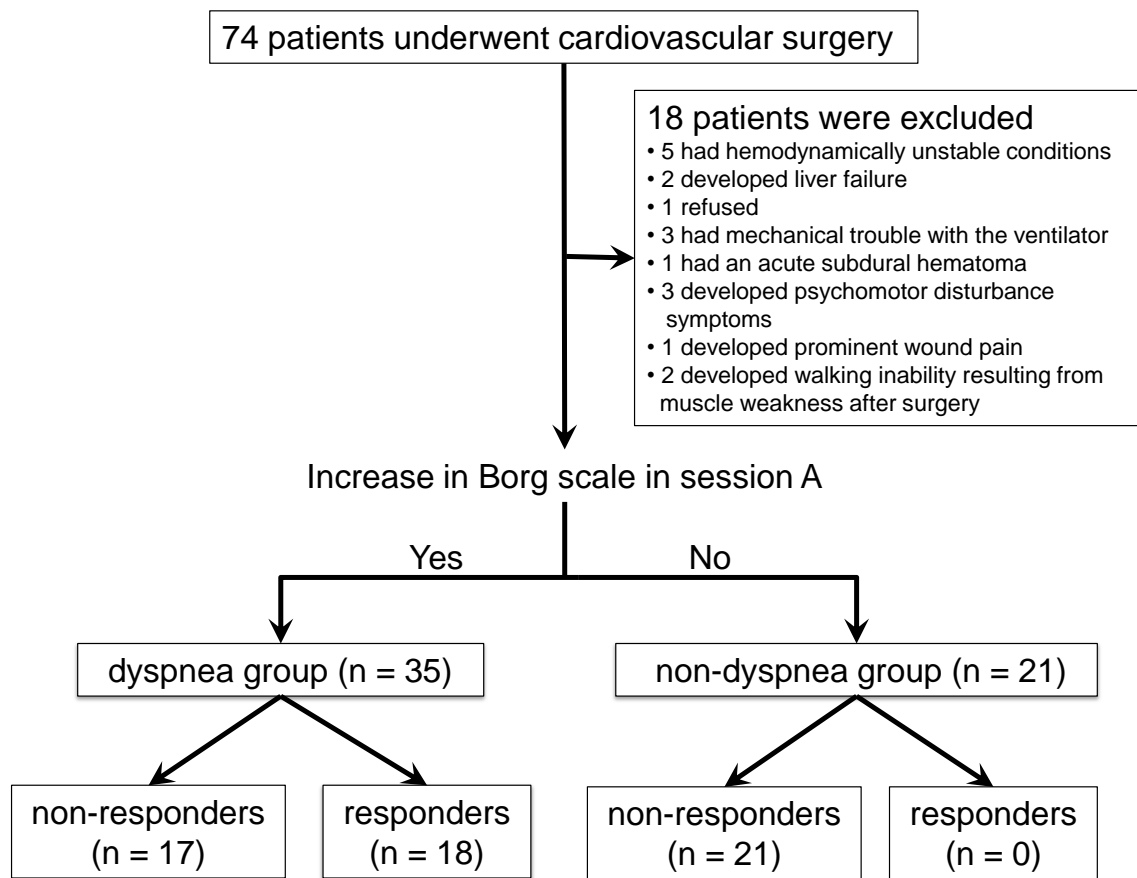 74 patients underwent cardiovascular surgery
18 patients were excluded
• 5 had hemodynamically unstable conditions
• 2 developed liver failure
• 1 refused
• 3 had mechanical trouble with the ventilator
• 1 had an acute subdural hematoma
• 3 developed psychomotor disturbance
symptoms
• 1 developed prominent wound pain
• 2 developed walking inability resulting from
muscle weakness after surgery
Increase in Borg scale in session A
Yes
No
dyspnea group (n = 35)
non-dyspnea group (n = 21)
non-responders
(n = 17)
responders
(n = 18)
non-responders
(n = 21)
responders
(n = 0)